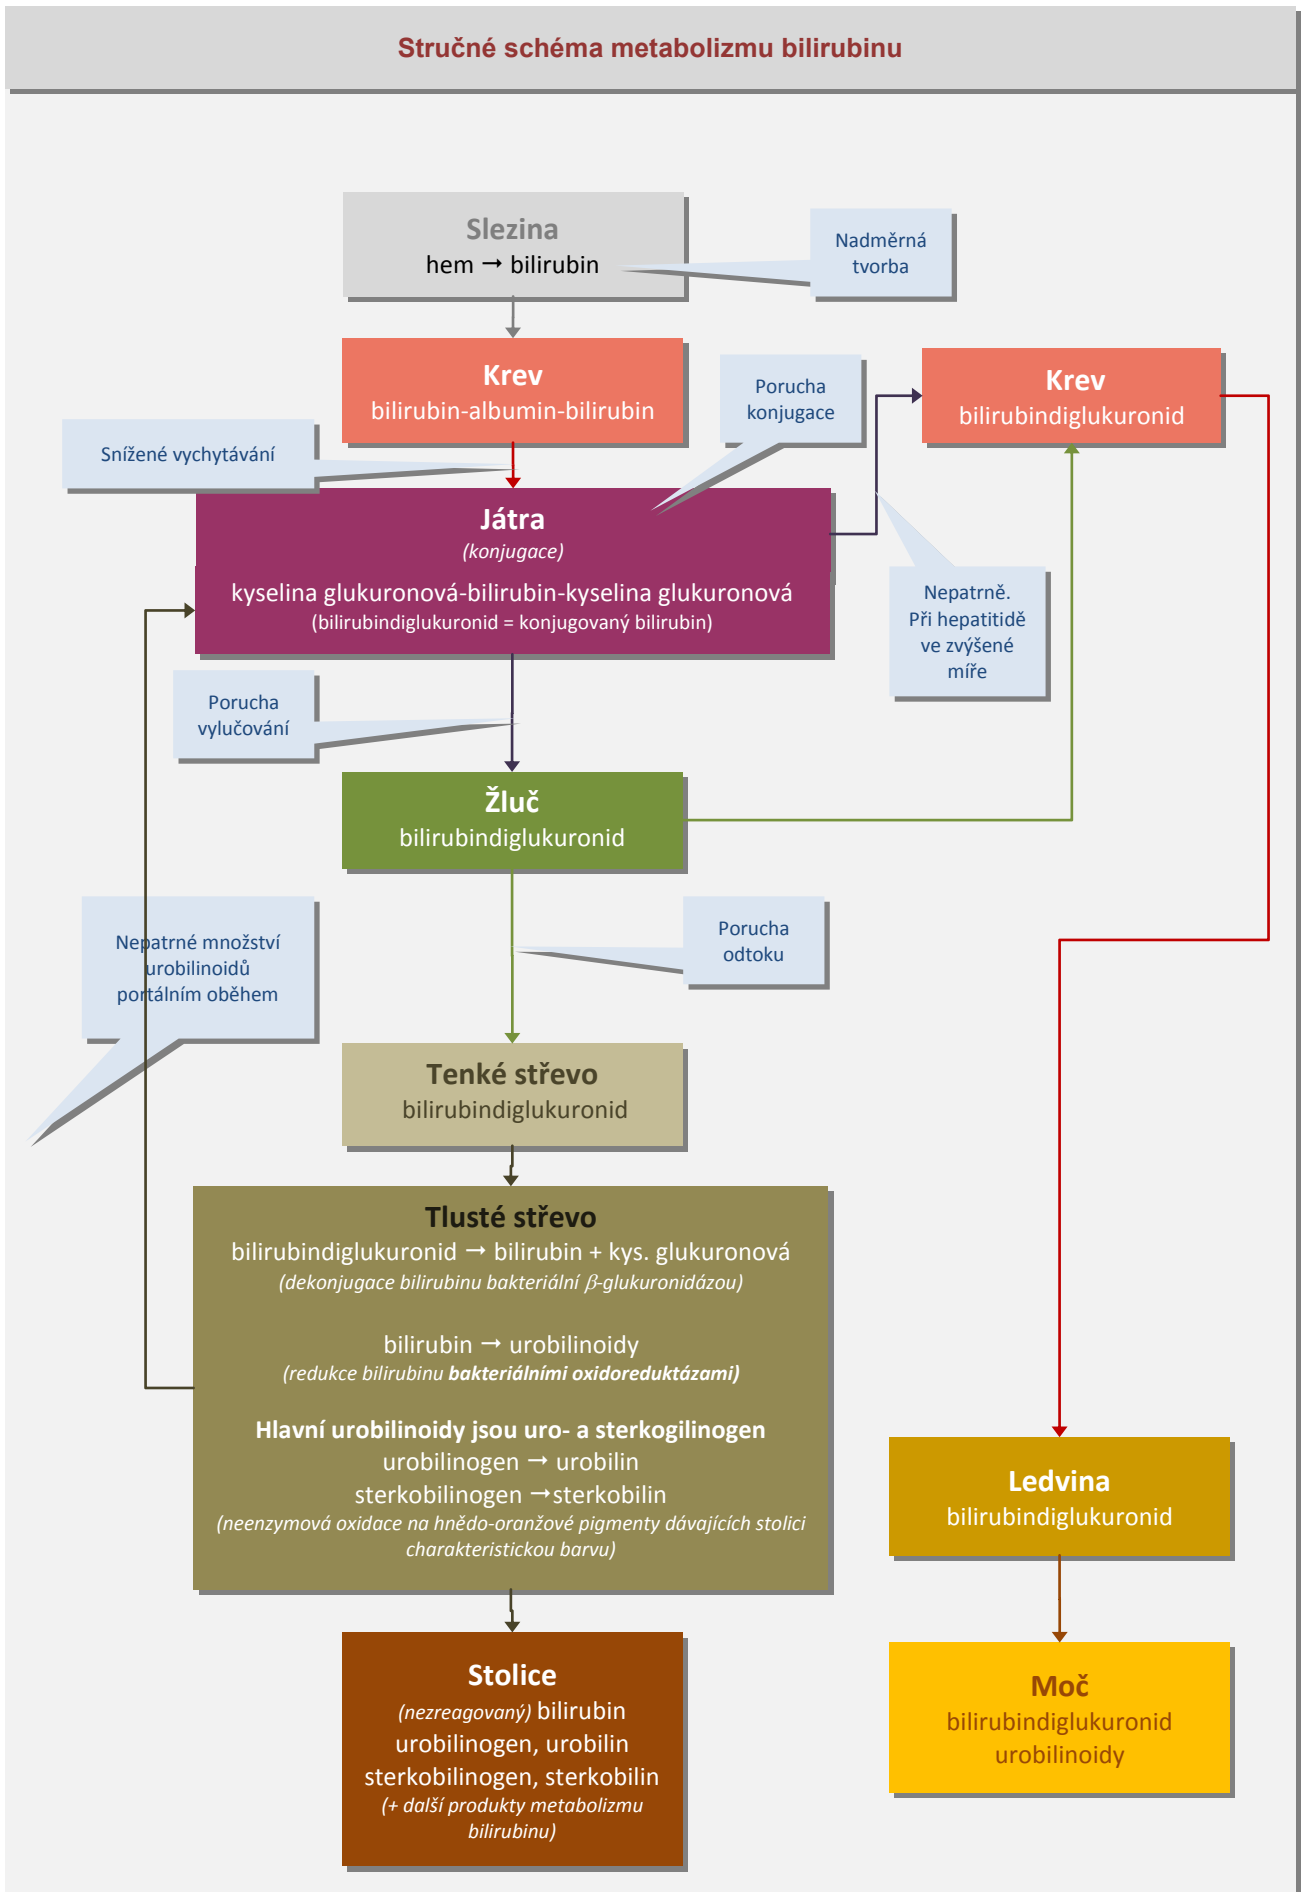 Stručné schéma metabolizmu bilirubinu
Slezina
hem → bilirubin
Nadměrná
tvorba
Krev
bilirubin-albumin-bilirubin
Porucha
konjugace
Krev
bilirubindiglukuronid
Snížené vychytávání
Játra
(konjugace)
kyselina glukuronová-bilirubin-kyselina glukuronová
(bilirubindiglukuronid = konjugovaný bilirubin)
Nepatrně.
Při hepatitidě
ve zvýšené
míře
Porucha
vylučování
Žluč
bilirubindiglukuronid
Nepatrné množství
urobilinoidů
portálním oběhem
Porucha
odtoku
Tenké střevo
bilirubindiglukuronid
Tlusté střevo
bilirubindiglukuronid → bilirubin + kys. glukuronová
(dekonjugace bilirubinu bakteriální β-glukuronidázou)
bilirubin → urobilinoidy
(redukce bilirubinu bakteriálními oxidoreduktázami)
Hlavní urobilinoidy jsou uro- a sterkogilinogen
urobilinogen → urobilin
sterkobilinogen →sterkobilin
(neenzymová oxidace na hnědo-oranžové pigmenty dávajících stolici
charakteristickou barvu)
Ledvina
bilirubindiglukuronid
Stolice
(nezreagovaný) bilirubin
urobilinogen, urobilin
sterkobilinogen, sterkobilin
(+ další produkty metabolizmu
bilirubinu)
Moč
bilirubindiglukuronid
urobilinoidy